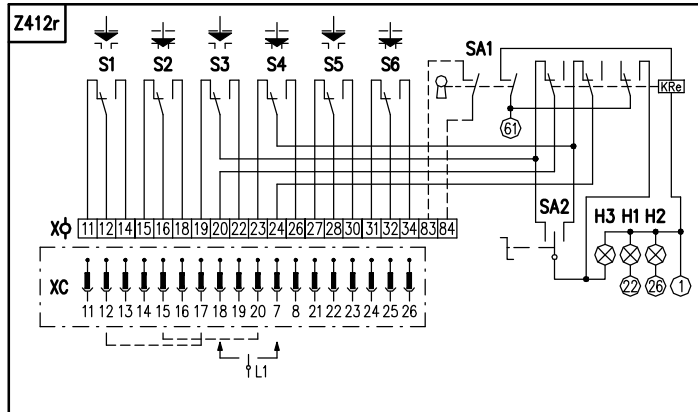 Z412r
S1 S2 S3 S4 S5 S6 SA1
KRe
61
SA2
H3 H1 H2
X 11 12 14 15 16 18 19 20 22 23 24 26 27 28 30 31 32 34 83 84
22 26 1
XC
11 12 13 14 15 16 17 18 19 20 7 8 21 22 23 24 25 26
L1